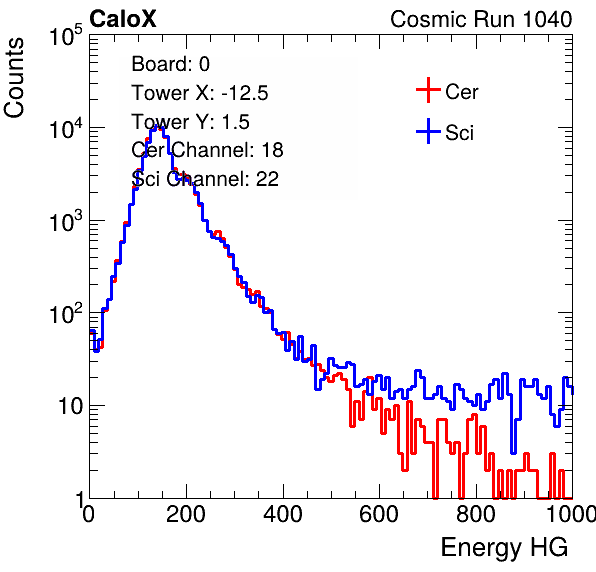 CaloX Cosmic Run 1040
Counts
Board: 0
Tower X: -12.5
Tower Y: 1.5
Cer Channel: 18
Sci Channel: 22
Cer
Sci
10^5
10^4
10^3
10^2
10
1
0 200 400 600 800 1000
Energy HG